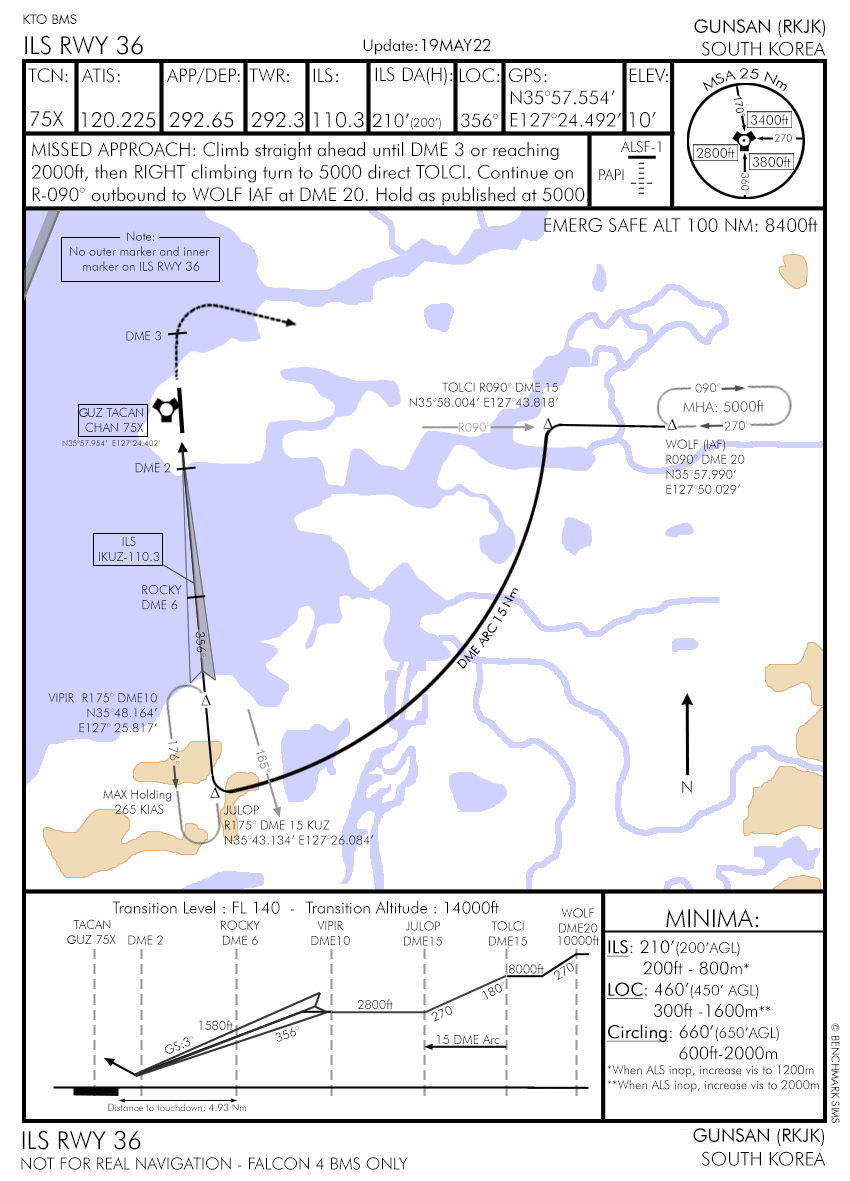 KTO BMS
ILS RWY 36
Update:19MAY22
GUNSAN (RKJK)
SOUTH KOREA
TCN: 75X
ATIS: 120.225
APP/DEP: 292.65
TWR: 292.3
ILS: 110.3
ILS DA(H): 210'(200')
LOC: 356°
GPS: N35°57.554' E127°24.492'
ELEV: 10'
MSA 25 Nm
170°
3400ft
270°
2800ft
3800ft
360°
MISSED APPROACH: Climb straight ahead until DME 3 or reaching
2000ft, then RIGHT climbing turn to 5000 direct TOLCI. Continue on
R-090° outbound to WOLF IAF at DME 20. Hold as published at 5000
ALSF-1
PAPI
EMERG SAFE ALT 100 NM: 8400ft
Note:
No outer marker and inner
marker on ILS RWY 36
DME 3
GUZ TACAN
CHAN 75X
N35°57.954' E127°24.402'
DME 2
TOLCI R090° DME 15
N35°58.004' E127°43.818'
R090°
090°
MHA: 5000ft
270°
WOLF (IAF)
R090° DME 20
N35°57.990'
E127°50.029'
ILS
IKUZ-110.3
ROCKY
DME 6
356°
DME ARC 15 Nm
VIPIR R175° DME10
N35°48.164'
E127° 25.817'
176°
165°
MAX Holding
265 KIAS
JULOP
R175° DME 15 KUZ
N35°43.134' E127°26.084'
N
Transition Level : FL 140 - Transition Altitude : 14000ft
TACAN
GUZ 75X
DME 2
ROCKY
DME 6
VIPIR
DME10
JULOP
DME15
TOLCI
DME15
WOLF
DME20
10000ft
8000ft
270°
180°
2800ft
270°
1580ft
GS:3°
356°
15 DME Arc
Distance to touchdown: 4.93 Nm
MINIMA:
ILS: 210'(200'AGL)
200ft - 800m*
LOC: 460'(450' AGL)
300ft -1600m**
Circling: 660'(650'AGL)
600ft-2000m
*When ALS inop, increase vis to 1200m
**When ALS inop, increase vis to 2000m
© BENCHMARK SIMS
ILS RWY 36
NOT FOR REAL NAVIGATION - FALCON 4 BMS ONLY
GUNSAN (RKJK)
SOUTH KOREA